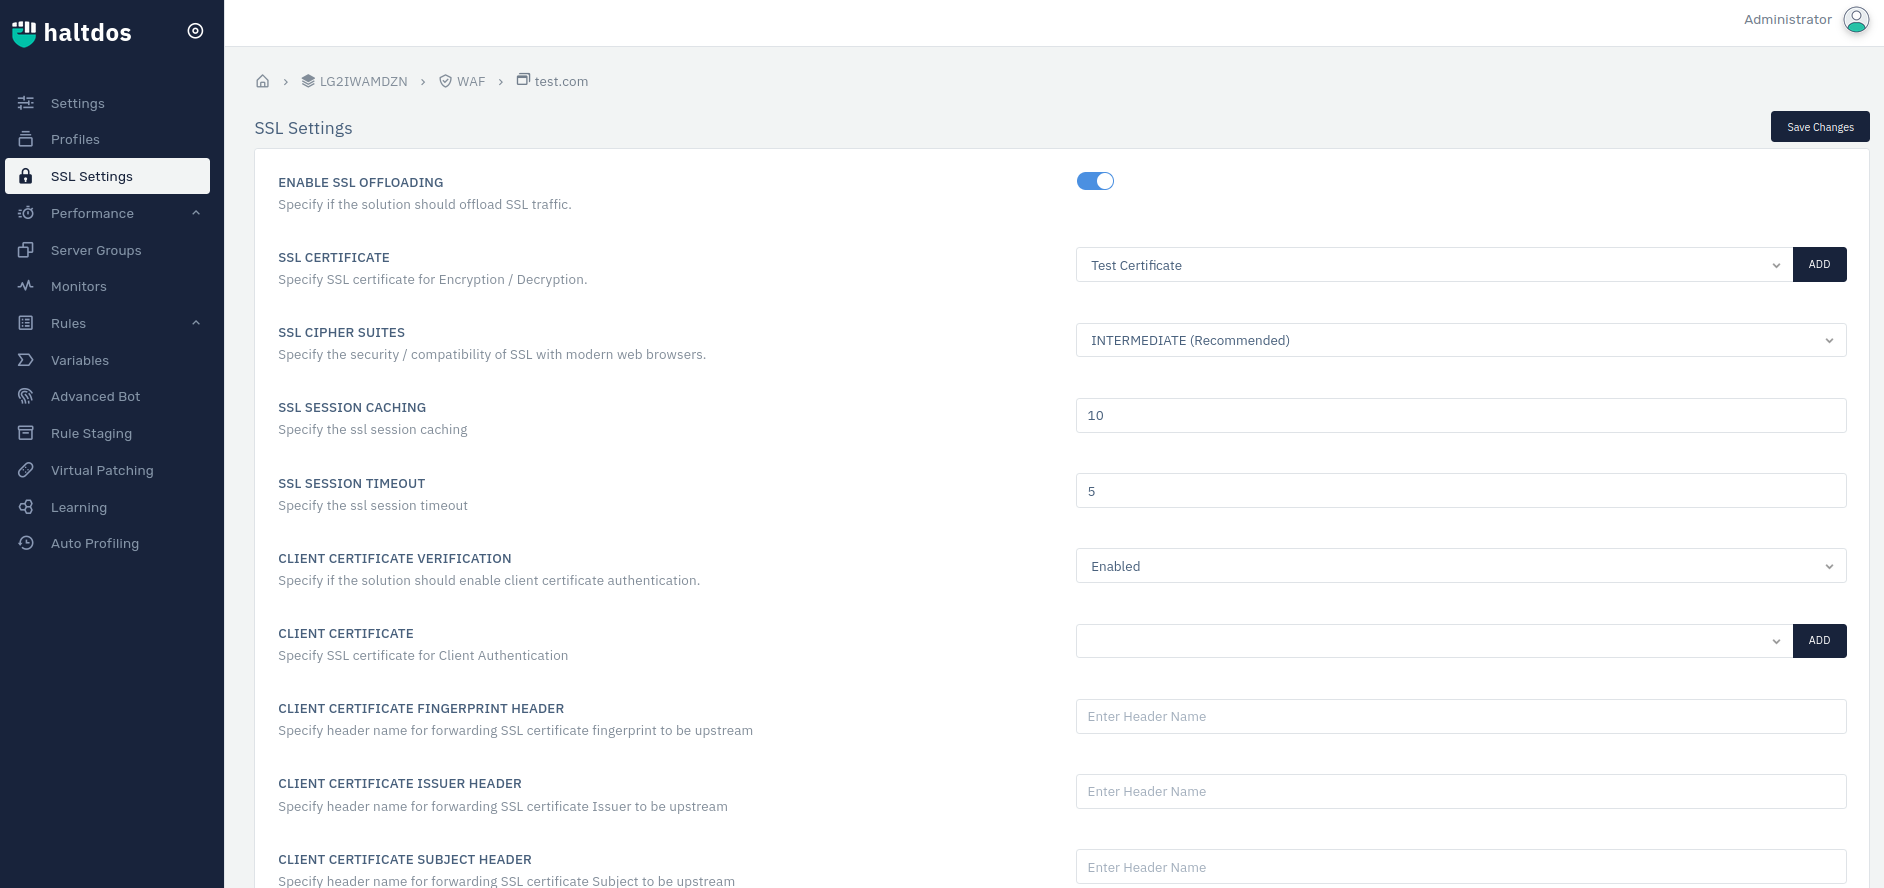 haltdos
Administrator
Settings
Profiles
SSL Settings
Performance
Server Groups
Monitors
Rules
Variables
Advanced Bot
Rule Staging
Virtual Patching
Learning
Auto Profiling
LG2IWAMDZN > WAF > test.com
SSL Settings
Save Changes
ENABLE SSL OFFLOADING
Specify if the solution should offload SSL traffic.
SSL CERTIFICATE
Specify SSL certificate for Encryption / Decryption.
Test Certificate
ADD
SSL CIPHER SUITES
Specify the security / compatibility of SSL with modern web browsers.
INTERMEDIATE (Recommended)
SSL SESSION CACHING
Specify the ssl session caching
10
SSL SESSION TIMEOUT
Specify the ssl session timeout
5
CLIENT CERTIFICATE VERIFICATION
Specify if the solution should enable client certificate authentication.
Enabled
CLIENT CERTIFICATE
Specify SSL certificate for Client Authentication
ADD
CLIENT CERTIFICATE FINGERPRINT HEADER
Specify header name for forwarding SSL certificate fingerprint to be upstream
Enter Header Name
CLIENT CERTIFICATE ISSUER HEADER
Specify header name for forwarding SSL certificate Issuer to be upstream
Enter Header Name
CLIENT CERTIFICATE SUBJECT HEADER
Specify header name for forwarding SSL certificate Subject to be upstream
Enter Header Name